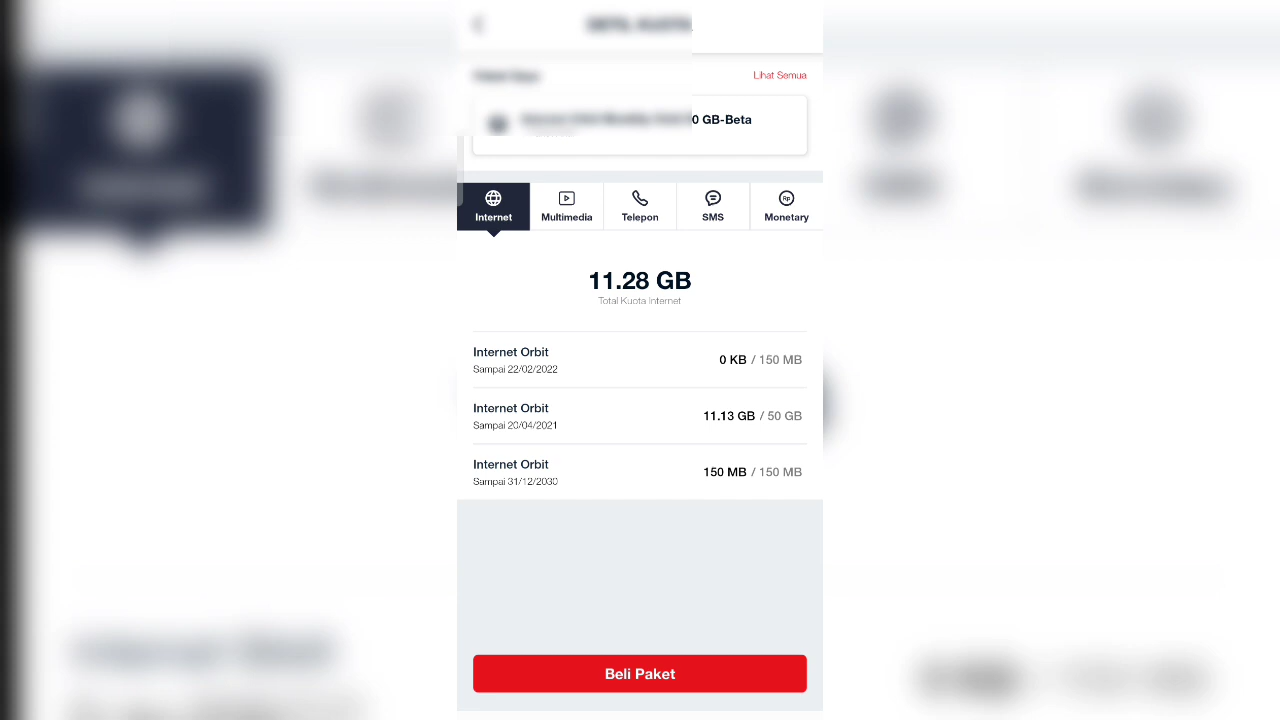 Lihat Semua
0 GB-Beta
Internet
Multimedia
Telepon
SMS
Monetary
11.28 GB
Total Kuota Internet
Internet Orbit
0 KB / 150 MB
Sampai 22/02/2022
Internet Orbit
11.13 GB / 50 GB
Sampai 20/04/2021
Internet Orbit
150 MB / 150 MB
Sampai 31/12/2030
Beli Paket